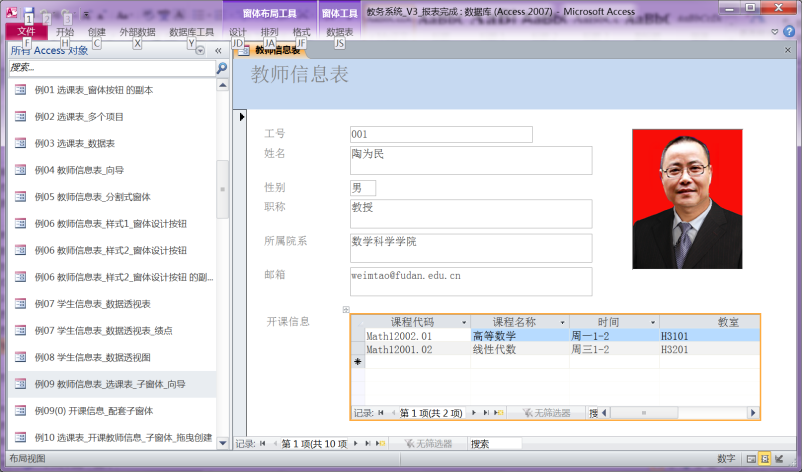 窗体布局工具 窗体工具 教务系统_V3_报表完成 : 数据库 (Access 2007) - Microsoft Access
1 2 3
文件 开始 创建 外部数据 数据库工具 设计 排列 格式 数据表
F H C X Y JD JA JF JS
所有 Access 对象
搜索...
例01 选课表_窗体按钮 的副本
例02 选课表_多个项目
例03 选课表_数据表
例04 教师信息表_向导
例05 教师信息表_分割式窗体
例06 教师信息表_样式1_窗体设计按钮
例06 教师信息表_样式2_窗体设计按钮
例06 教师信息表_样式2_窗体设计按钮 的副...
例07 学生信息表_数据透视表
例07 学生信息表_数据透视表_绩点
例08 学生信息表_数据透视图
例09 教师信息表_选课表_子窗体_向导
例09(0) 开课信息_配套子窗体
例10 选课表_开课教师信息_子窗体_拖曳创建
教师信息表
教师信息表
工号 001
姓名 陶为民
性别 男
职称 教授
所属院系 数学科学学院
邮箱 weimtao@fudan.edu.cn
开课信息
课程代码 课程名称 时间 教室
Math12002.01 高等数学 周一1-2 H3101
Math12001.02 线性代数 周三1-2 H3201
记录: 第 1 项(共 2 项) 无筛选器 搜
记录: 第 1 项(共 10 项 无筛选器 搜索
布局视图 数字